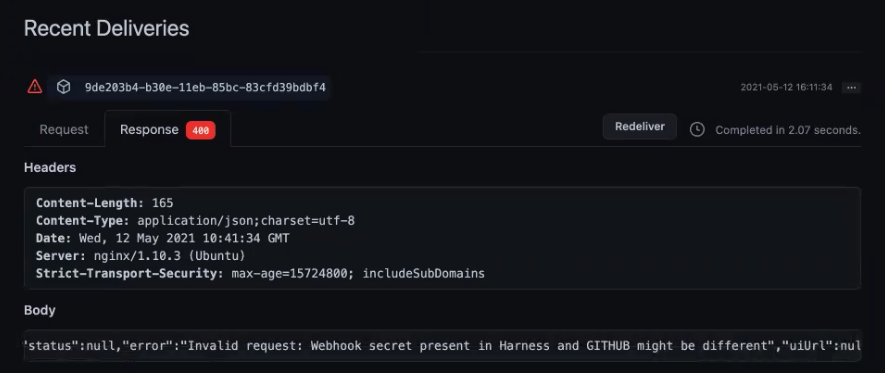 Recent Deliveries
9de203b4-b30e-11eb-85bc-83cfd39bdbf4 2021-05-12 16:11:34 ...
Request Response 400 Redeliver Completed in 2.07 seconds.
Headers
Content-Length: 165
Content-Type: application/json;charset=utf-8
Date: Wed, 12 May 2021 10:41:34 GMT
Server: nginx/1.10.3 (Ubuntu)
Strict-Transport-Security: max-age=15724800; includeSubDomains
Body
"status":null,"error":"Invalid request: Webhook secret present in Harness and GITHUB might be different","uiUrl":nul